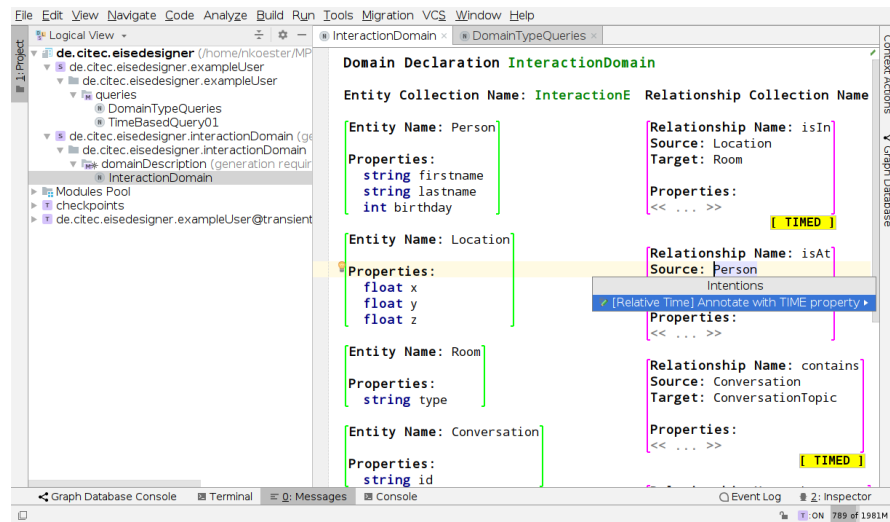 File Edit View Navigate Code Analyze Build Run Tools Migration VCS Window Help
Logical View
InteractionDomain
DomainTypeQueries
1: Project
de.citec.eisedesigner (/home/nkoester/MP
de.citec.eisedesigner.exampleUser
de.citec.eisedesigner.exampleUser
queries
DomainTypeQueries
TimeBasedQuery01
de.citec.eisedesigner.interactionDomain (ge
de.citec.eisedesigner.interactionDomain
domainDescription (generation requir
InteractionDomain
Modules Pool
checkpoints
de.citec.eisedesigner.exampleUser@transient
Domain Declaration InteractionDomain
Entity Collection Name: InteractionE
Entity Name: Person
Properties:
string firstname
string lastname
int birthday
Entity Name: Location
Properties:
float x
float y
float z
Entity Name: Room
Properties:
string type
Entity Name: Conversation
Properties:
string id
Relationship Collection Name
Relationship Name: isIn
Source: Location
Target: Room
Properties:
<< ... >>
[ TIMED ]
Relationship Name: isAt
Source: Person
Intentions
[Relative Time] Annotate with TIME property
Properties:
<< ... >>
Relationship Name: contains
Source: Conversation
Target: ConversationTopic
Properties:
<< ... >>
[ TIMED ]
Context Actions
Graph Database
Graph Database Console
Terminal
0: Messages
Console
Event Log
2: Inspector
T:ON
789 of 1981M